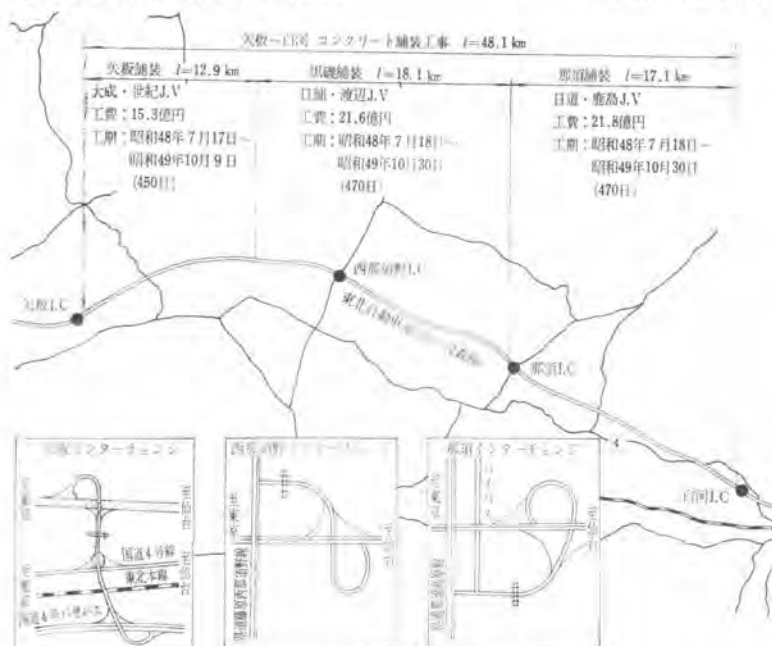 矢板～白河 コンクリート舗装工事 l=48.1 km
矢板舗装 l=12.9 km
大成・世紀J.V
工費:15.3億円
工期:昭和48年7月17日～
昭和49年10月9日
(450日)
黒磯舗装 l=18.1 km
日舗・渡辺J.V
工費:21.6億円
工期:昭和48年7月18日～
昭和49年10月30日
(470日)
那須舗装 l=17.1 km
日道・鹿島J.V
工費:21.8億円
工期:昭和48年7月18日～
昭和49年10月30日
(470日)
矢板I.C
西那須野I.C
東北自動車
那須I.C
4
白河I.C
矢板インターチェンジ
国道4号線
東北本線
西那須野インターチェンジ
県道藤原西那須野線
那須インターチェンジ